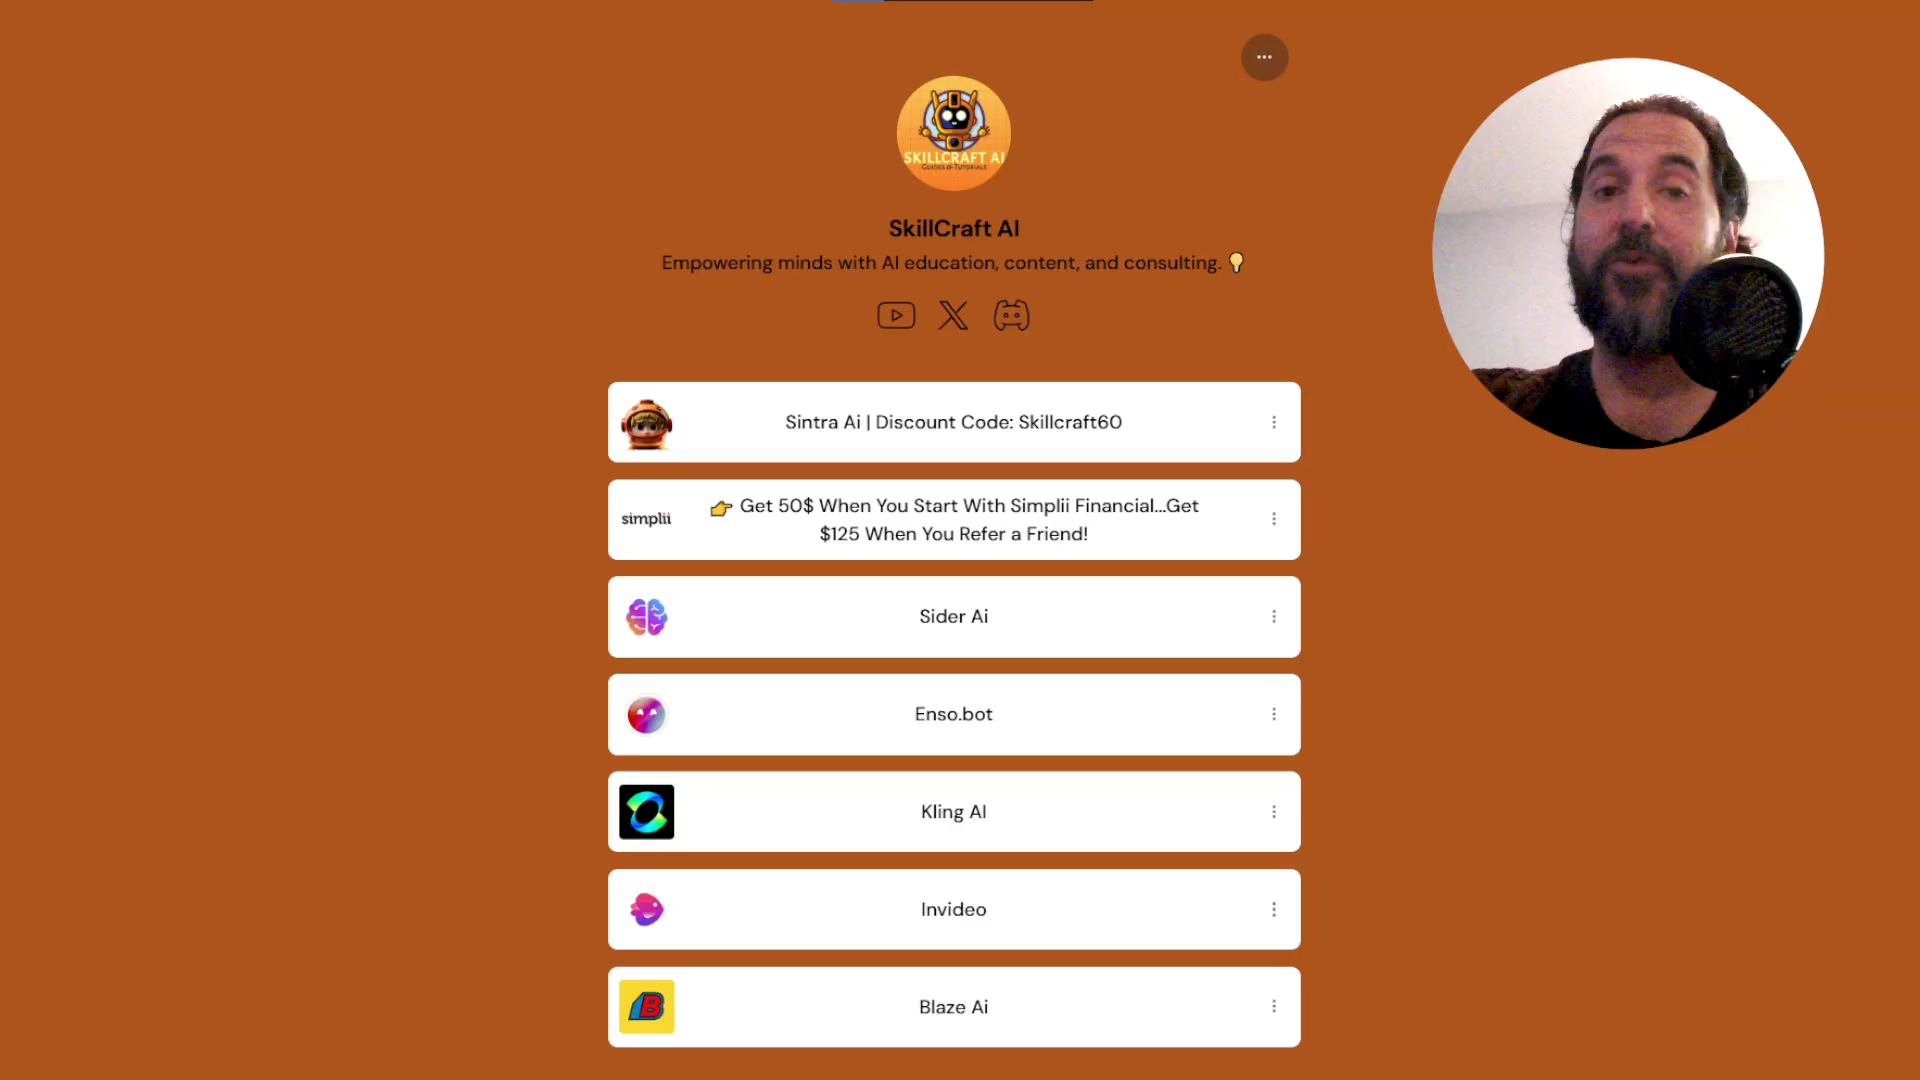 SKILLCRAFT AI
GUIDES & TUTORIALS
SkillCraft AI
Empowering minds with AI education, content, and consulting. 💡
Sintra Ai | Discount Code: Skillcraft60
simplii
👉 Get 50$ When You Start With Simplii Financial...Get
$125 When You Refer a Friend!
Sider Ai
Enso.bot
Kling AI
Invideo
B
Blaze Ai